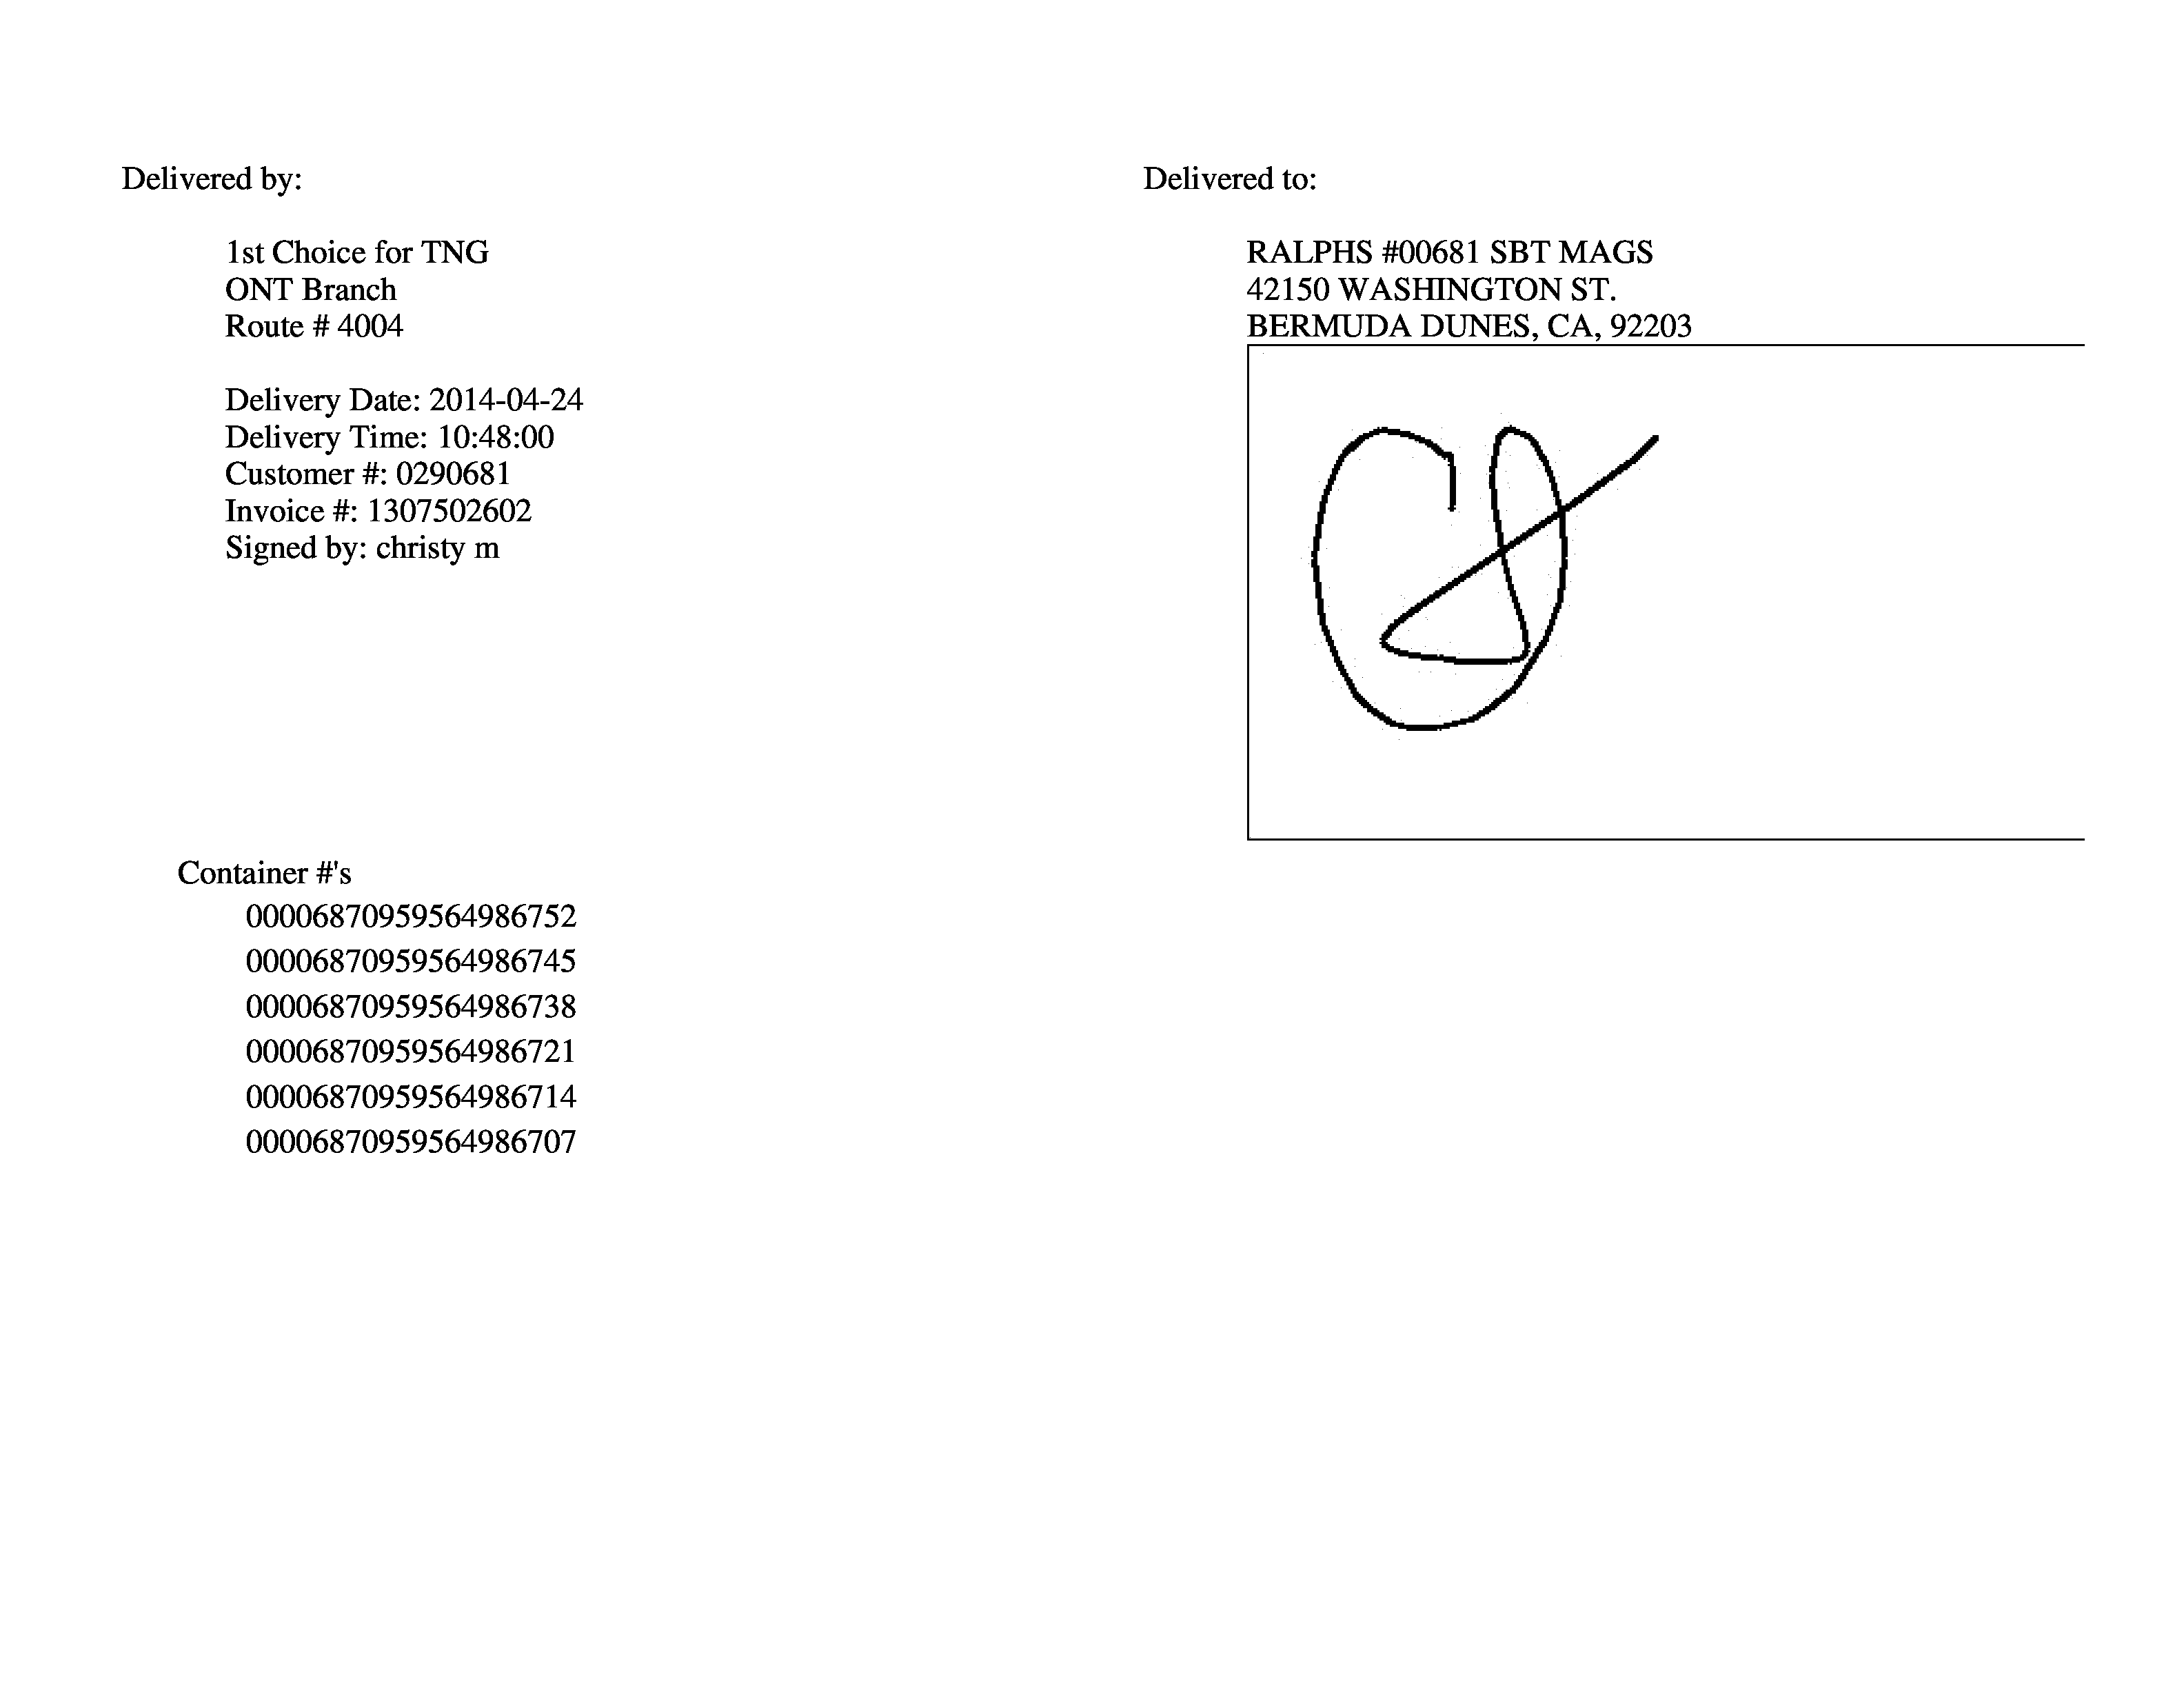 Delivered by:
1st Choice for TNG
ONT Branch
Route # 4004
Delivery Date: 2014-04-24
Delivery Time: 10:48:00
Customer #: 0290681
Invoice #: 1307502602
Signed by: christy m
Delivered to:
RALPHS #00681 SBT MAGS
42150 WASHINGTON ST.
BERMUDA DUNES, CA, 92203
Container #'s
00006870959564986752
00006870959564986745
00006870959564986738
00006870959564986721
00006870959564986714
00006870959564986707